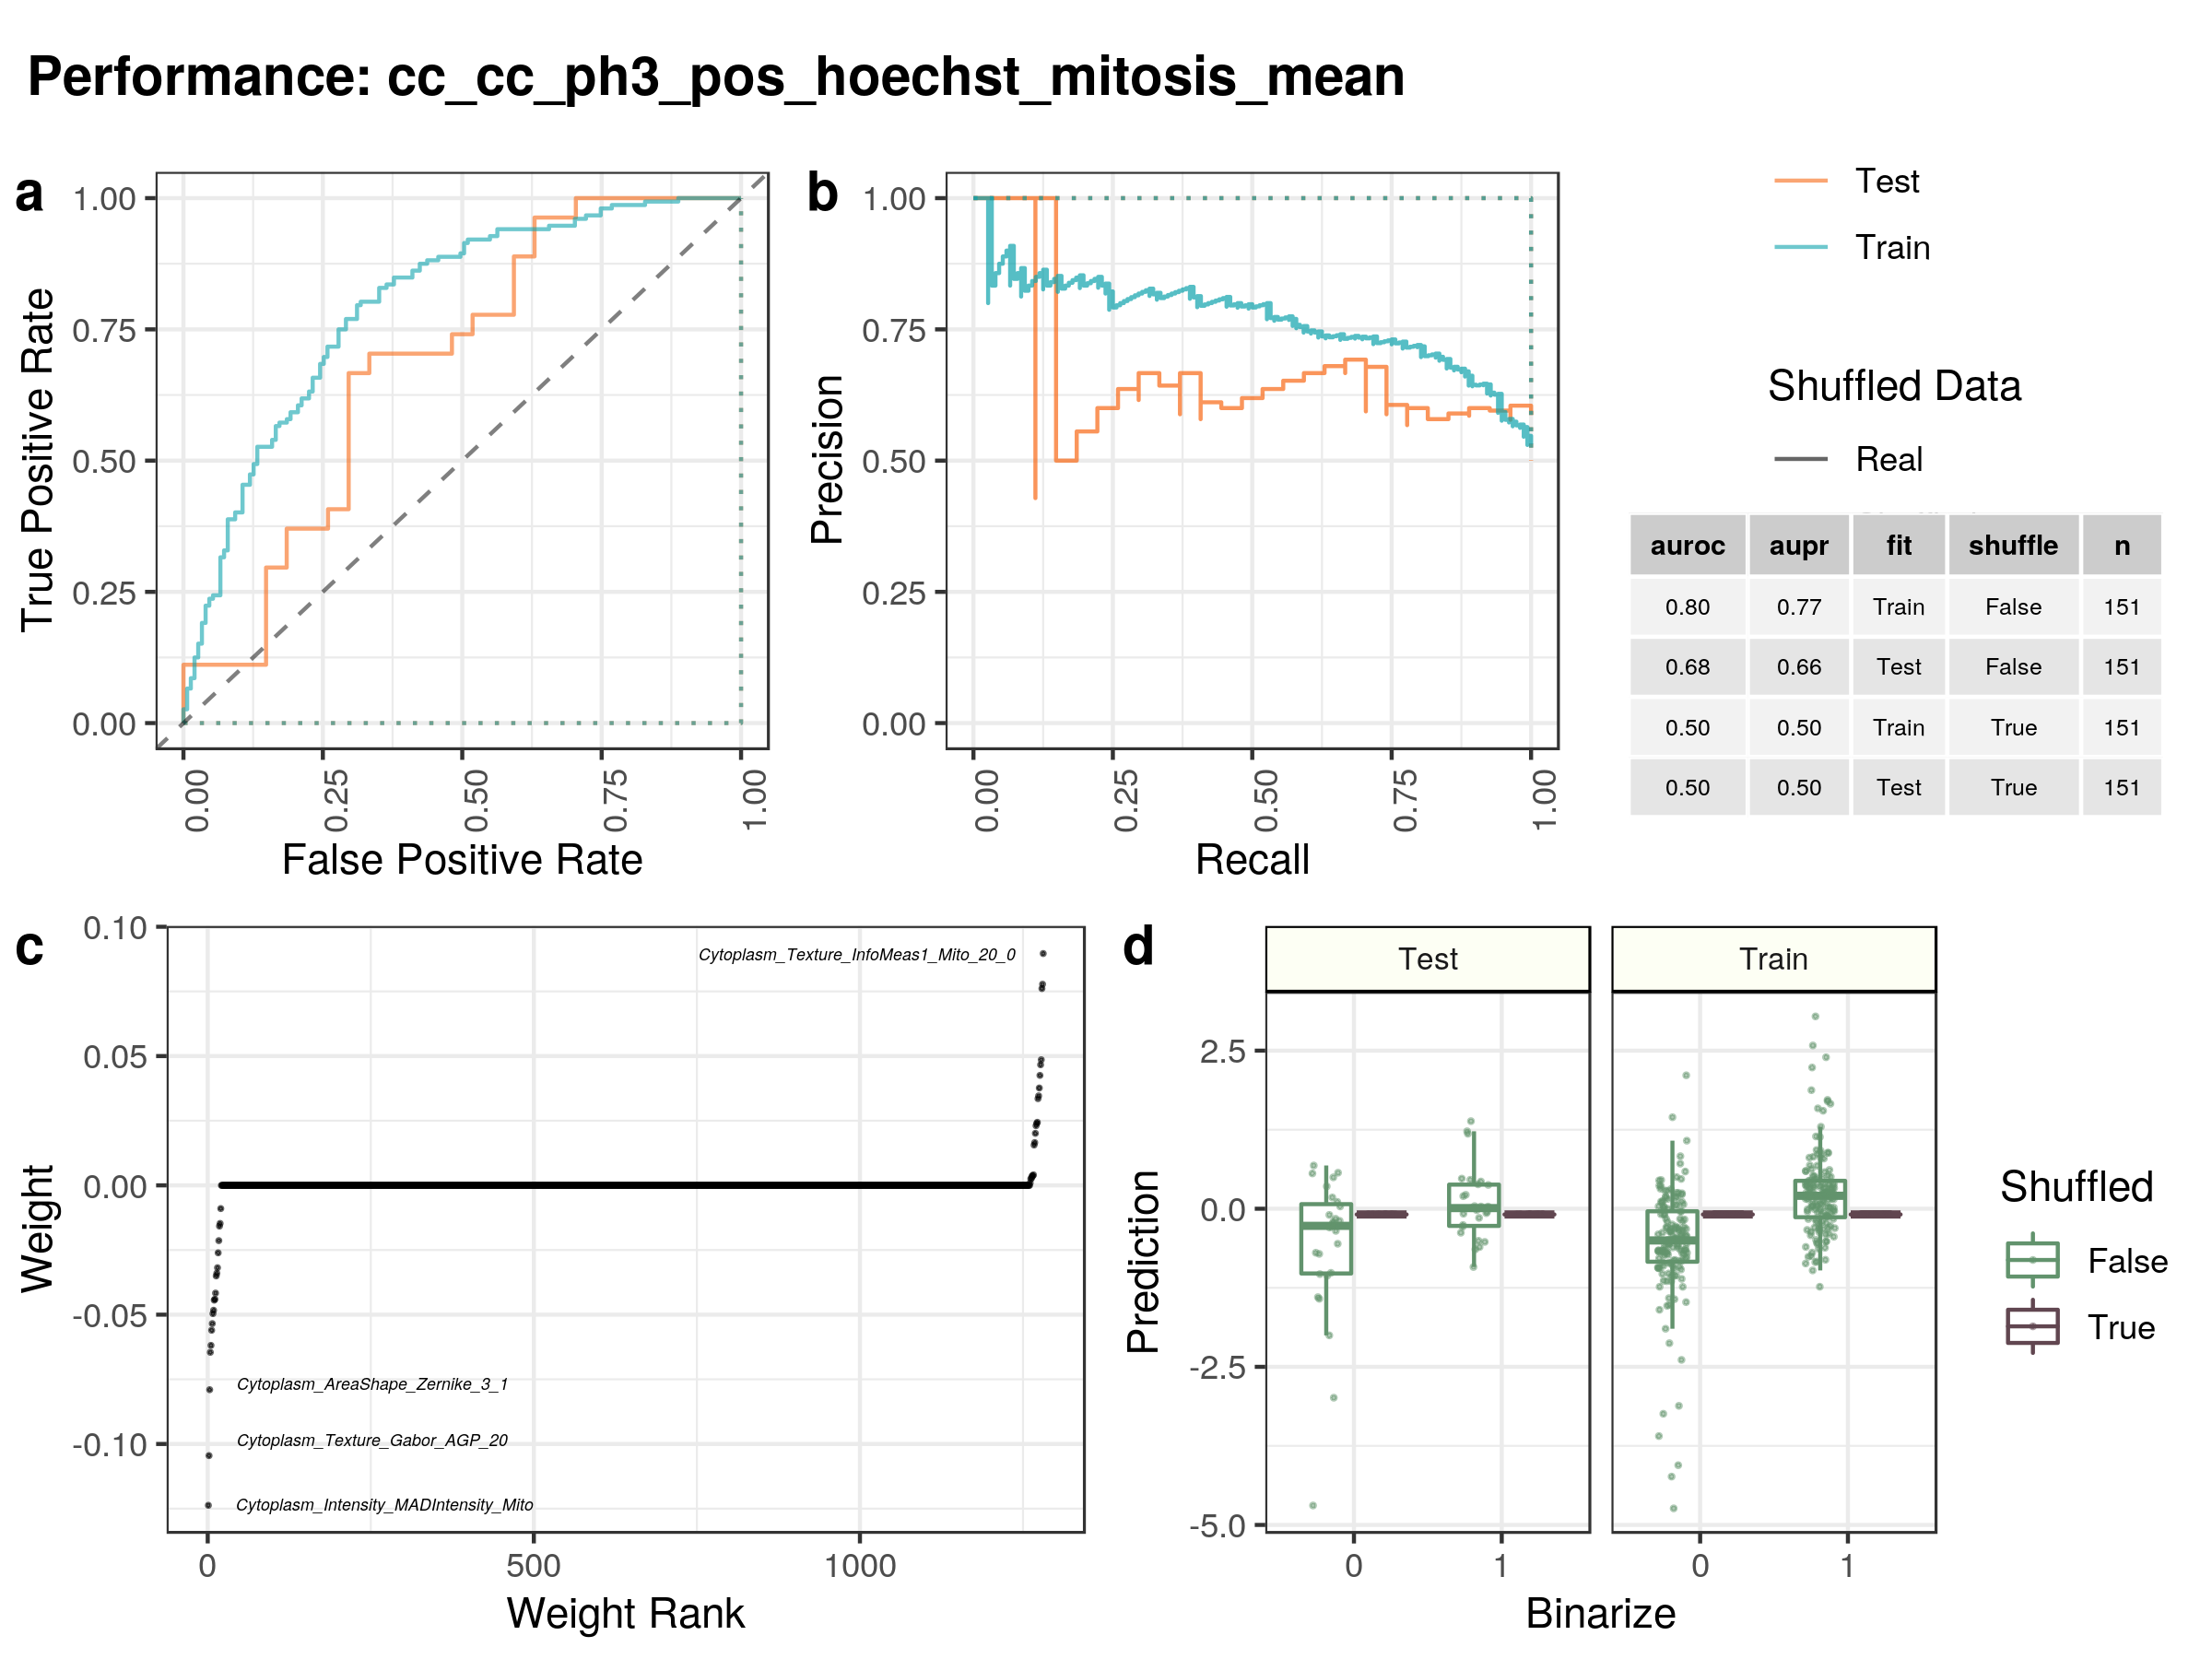 Performance: cc_cc_ph3_pos_hoechst_mitosis_mean
a
1.00
0.75
0.50
0.25
0.00
True Positive Rate
0.00 0.25 0.50 0.75 1.00
False Positive Rate
b
1.00
0.75
0.50
0.25
0.00
Precision
0.00 0.25 0.50 0.75 1.00
Recall
Test
Train
Shuffled Data
Real
auroc aupr fit shuffle n
0.80 0.77 Train False 151
0.68 0.66 Test False 151
0.50 0.50 Train True 151
0.50 0.50 Test True 151
c
0.10
0.05
0.00
-0.05
-0.10
Weight
Cytoplasm_Texture_InfoMeas1_Mito_20_0
Cytoplasm_AreaShape_Zernike_3_1
Cytoplasm_Texture_Gabor_AGP_20
Cytoplasm_Intensity_MADIntensity_Mito
0 500 1000
Weight Rank
d
Test Train
2.5
0.0
-2.5
-5.0
Prediction
0 1 0 1
Binarize
Shuffled
False
True